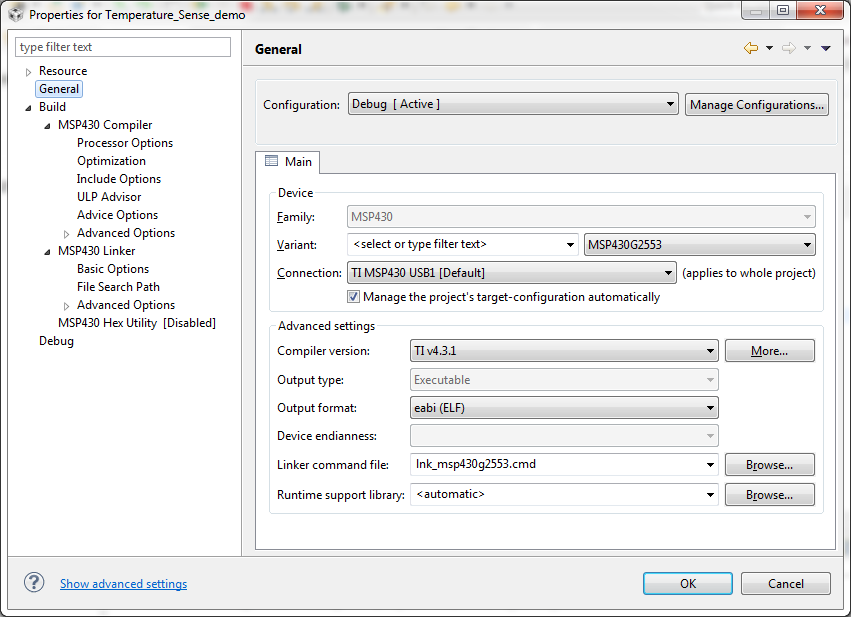 Properties for Temperature_Sense_demo
type filter text
Resource
General
Build
MSP430 Compiler
Processor Options
Optimization
Include Options
ULP Advisor
Advice Options
Advanced Options
MSP430 Linker
Basic Options
File Search Path
Advanced Options
MSP430 Hex Utility [Disabled]
Debug
General
Configuration: Debug [ Active ] Manage Configurations...
Main
Device
Family: MSP430
Variant: <select or type filter text> MSP430G2553
Connection: TI MSP430 USB1 [Default] (applies to whole project)
Manage the project's target-configuration automatically
Advanced settings
Compiler version: TI v4.3.1 More...
Output type: Executable
Output format: eabi (ELF)
Device endianness:
Linker command file: lnk_msp430g2553.cmd Browse...
Runtime support library: <automatic> Browse...
? Show advanced settings OK Cancel